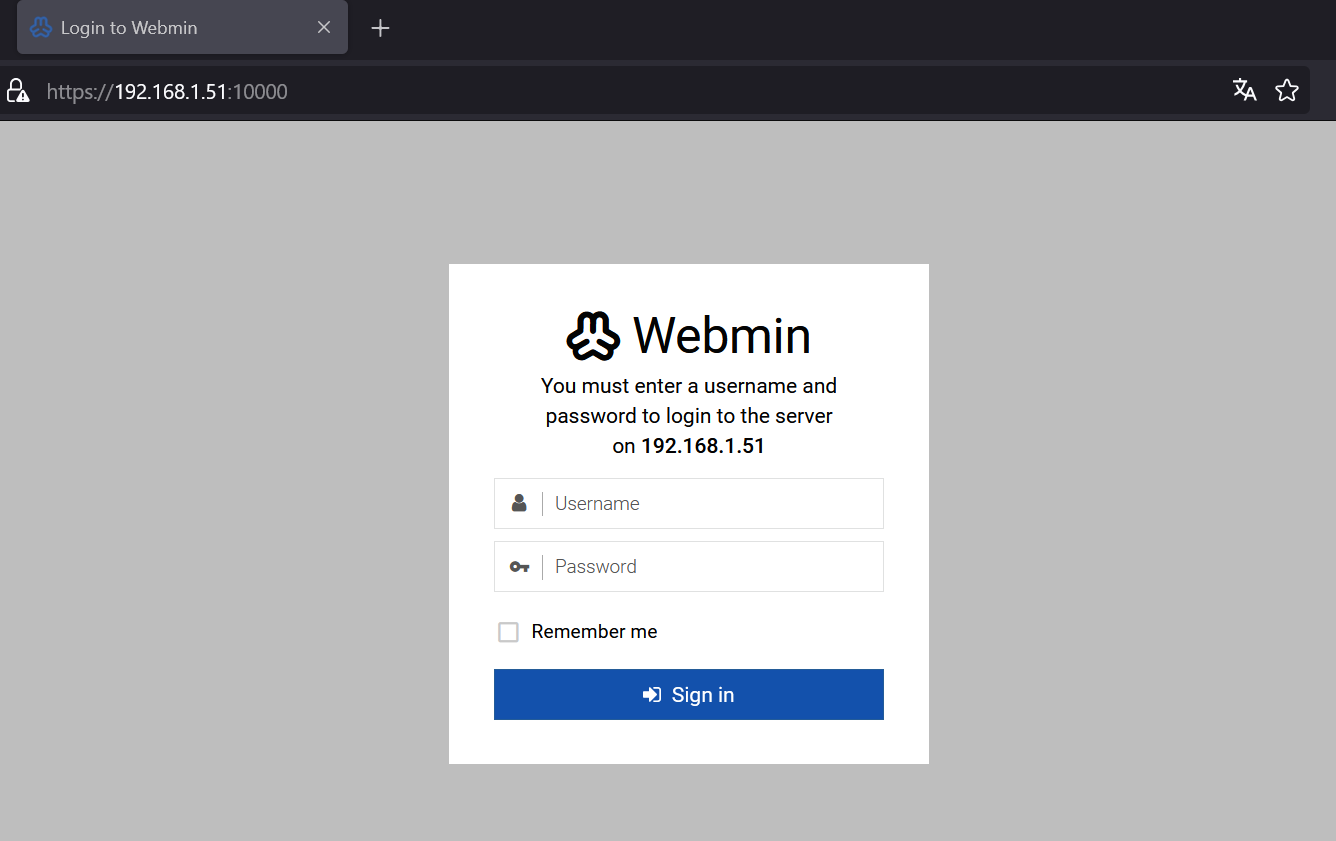 Login to Webmin
https://192.168.1.51:10000
Webmin
You must enter a username and
password to login to the server
on 192.168.1.51
Username
Password
Remember me
Sign in